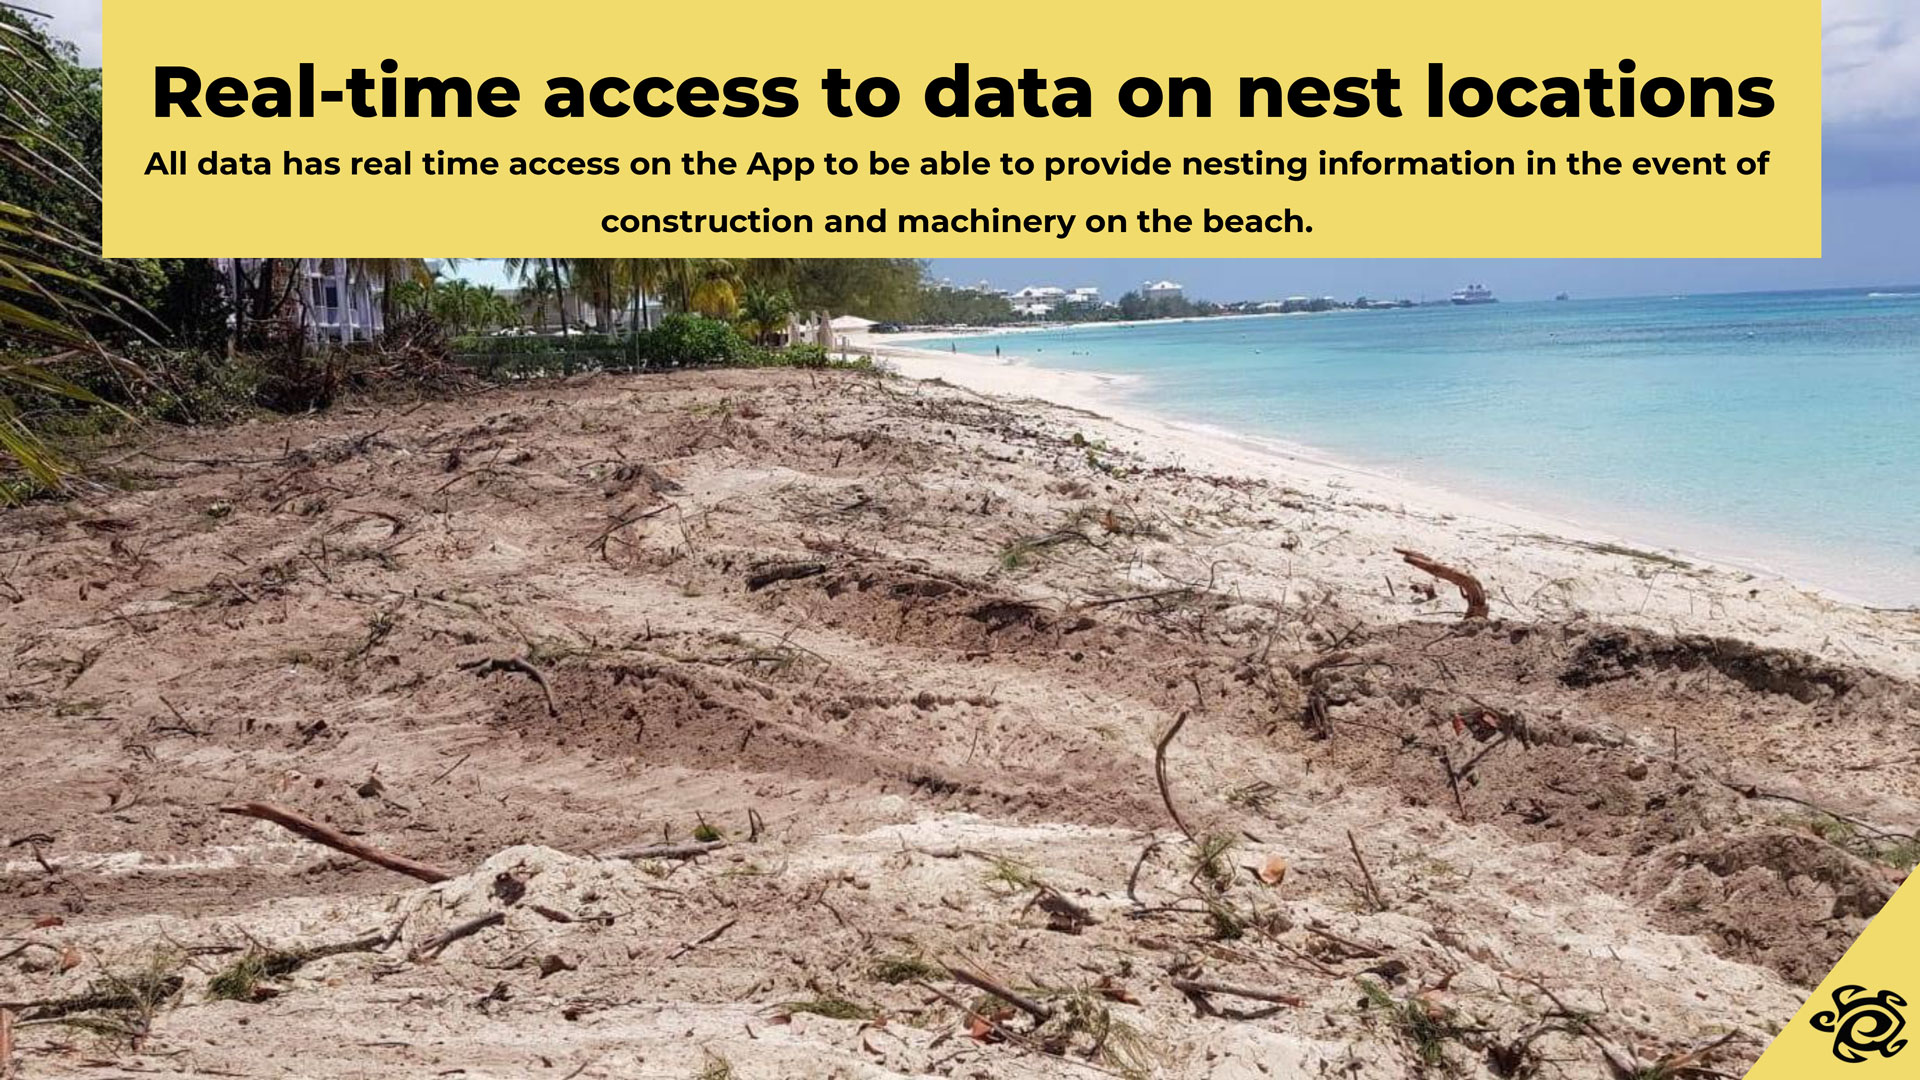 Real-time access to data on nest locations
All data has real time access on the App to be able to provide nesting information in the event of
construction and machinery on the beach.